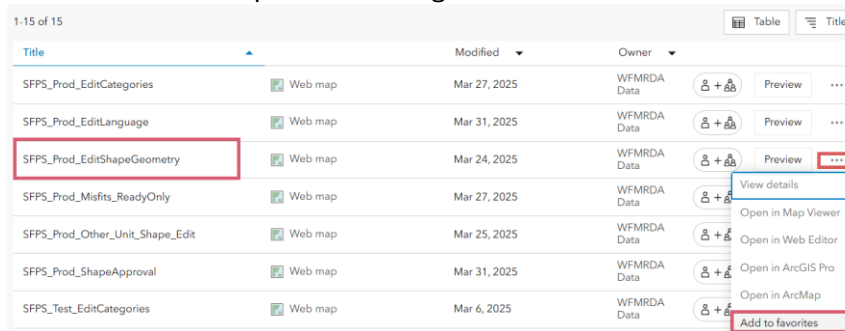 1-15 of 15 Table Title
Title Modified Owner
SFPS_Prod_EditCategories Web map Mar 27, 2025 WFMRDA Data Preview ...
SFPS_Prod_EditLanguage Web map Mar 31, 2025 WFMRDA Data Preview ...
SFPS_Prod_EditShapeGeometry Web map Mar 24, 2025 WFMRDA Data Preview ...
SFPS_Prod_Misfits_ReadyOnly Web map Mar 27, 2025 WFMRDA Data
View details
Open in Map Viewer
SFPS_Prod_Other_Unit_Shape_Edit Web map Mar 25, 2025 WFMRDA Data
Open in Web Editor
Open in ArcGIS Pro
SFPS_Prod_ShapeApproval Web map Mar 31, 2025 WFMRDA Data
Open in ArcMap
SFPS_Test_EditCategories Web map Mar 6, 2025 WFMRDA Data
Add to favorites